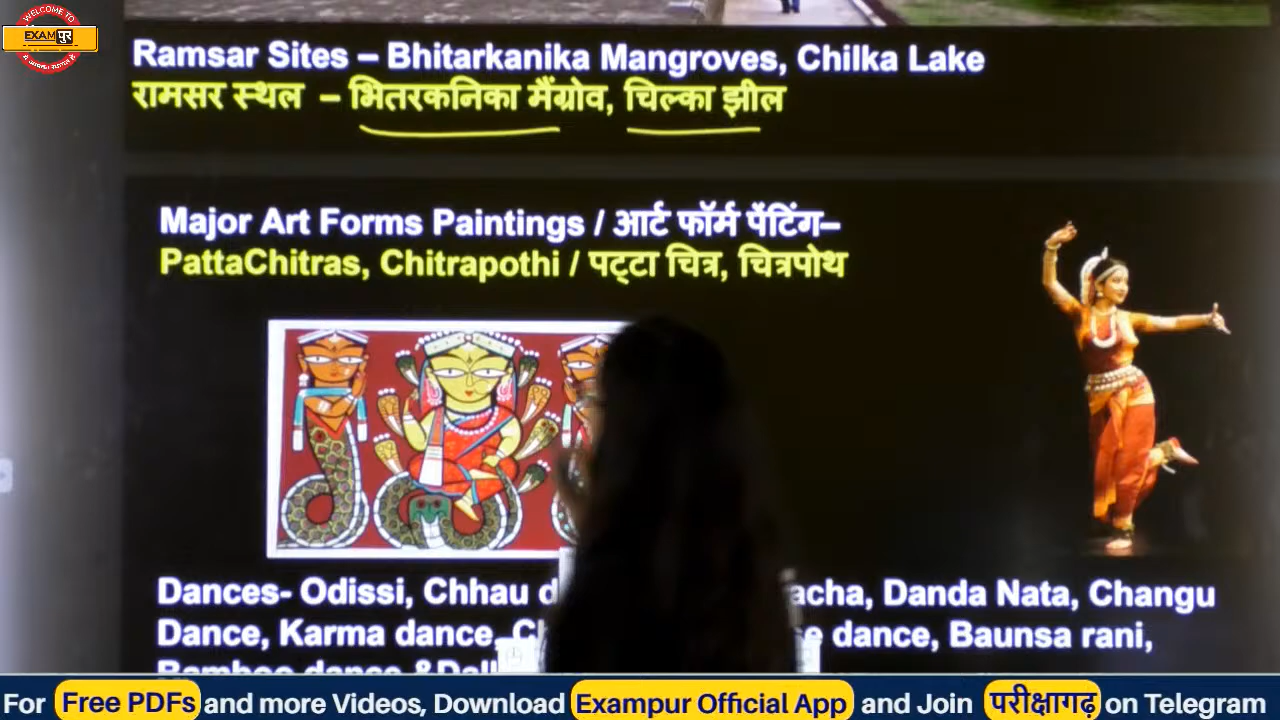 WELCOME TO
EXAMपुर
Ramsar Sites – Bhitarkanika Mangroves, Chilka Lake
रामसर स्थल – भितरकनिका मैंग्रोव, चिल्का झील
Major Art Forms Paintings / आर्ट फॉर्म पेंटिंग–
PattaChitras, Chitrapothi / पट्टा चित्र, चित्रपोथ
Dances- Odissi, Chhau Danda Nata, Changu
Dance, Karma dance, dance, Baunsa rani,
Bamboo dance &
For Free PDFs and more Videos, Download Exampur Official App and Join परीक्षागढ़ on Telegram